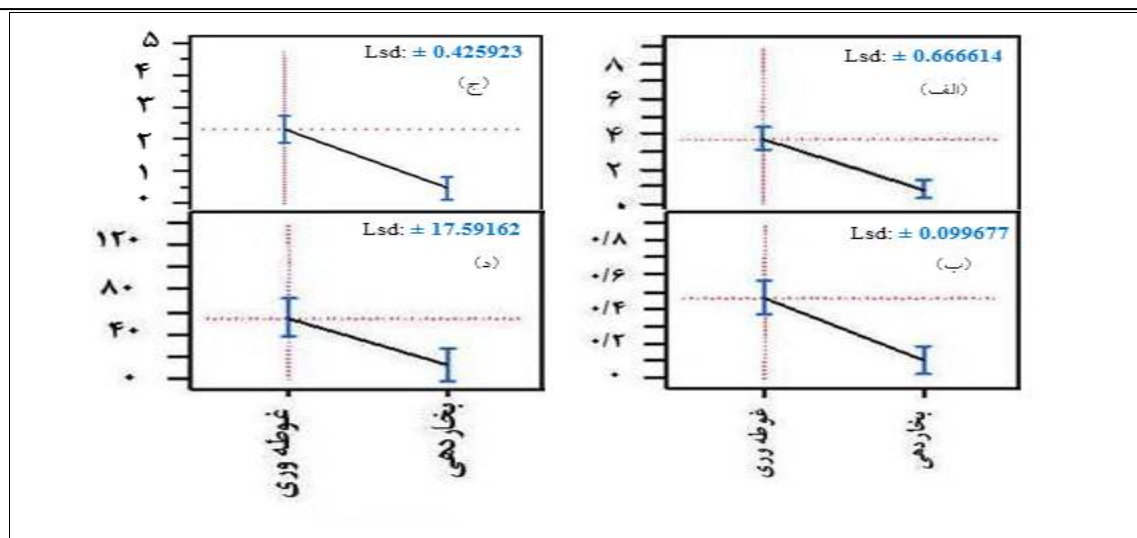 Lsd: ± 0.666614
(الف)
۸
۶
۴
۲
۰
Lsd: ± 0.425923
(ج)
۵
۴
۳
۲
۱
۰
Lsd: ± 0.099677
(ب)
۰/۸
۰/۶
۰/۴
۰/۲
۰
Lsd: ± 17.59162
(د)
۱۲۰
۸۰
۴۰
۰
غوطه وری
بخاردهی
غوطه وری
بخاردهی